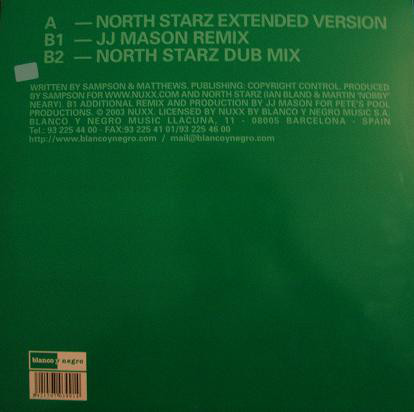 A — NORTH STARZ EXTENDED VERSION
B1 — JJ MASON REMIX
B2 — NORTH STARZ DUB MIX
WRITTEN BY SAMPSON & MATTHEWS. PUBLISHING: COPYRIGHT CONTROL. PRODUCED
BY SAMPSON FOR WWW.NUXX.COM AND NORTH STARZ (IAN BLAND & MARTIN 'NOBBY'
NEARY). B1 ADDITIONAL REMIX AND PRODUCTION BY JJ MASON FOR PETE'S POOL
PRODUCTIONS. © 2003 NUXX. LICENSED BY NUXX BY BLANCO Y NEGRO MUSIC S.A.
BLANCO Y NEGRO MUSIC LLACUNA, 11 - 08005 BARCELONA - SPAIN
Tel.: 93 225 44 00 - FAX:93 225 41 01/93 225 46 00
http://www.blancoynegro.com / mail@blancoynegro.com
blanco y negro